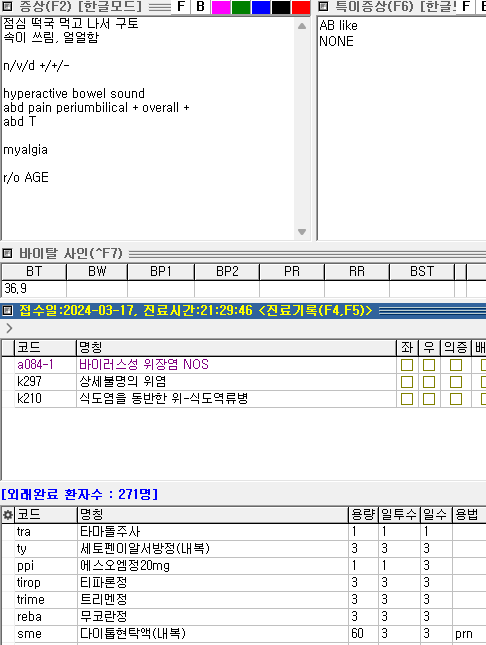 증상(F2) [한글모드] F B
점심 떡국 먹고 나서 구토
속이 쓰림, 얼얼함
n/v/d +/+/-
hyperactive bowel sound
abd pain periumbilical + overall +
abd T
myalgia
r/o AGE
특이증상(F6) [한글 F B
AB like
NONE
바이탈 사인(^F7)
BT BW BP1 BP2 PR RR BST
36,9
접수일:2024-03-17, 진료시간:21:29:46 <진료기록(F4,F5)>
코드 명칭 좌 우 의증 배
a084-1 바이러스성 위장염 NOS
k297 상세불명의 위염
k210 식도염을 동반한 위-식도역류병
[외래완료 환자수 : 271명]
코드 명칭 용량 일투수 일수 용법
tra 타마돌주사 1 1 1
ty 세토펜이알서방정(내복) 3 3 3
ppi 에스오엠정20mg 1 1 3
tirop 티파론정 3 3 3
trime 트리멘정 3 3 3
reba 무코란정 3 3 3
sme 다이톱현탁액(내복) 60 3 3 prn